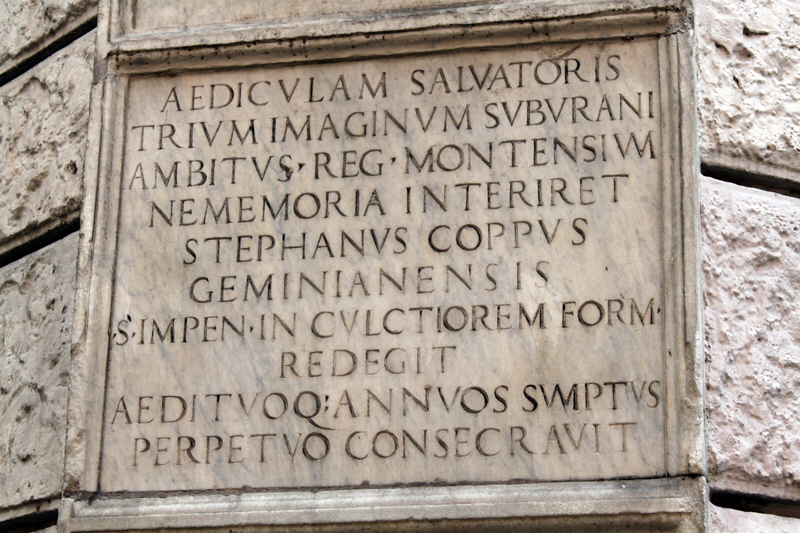 AEDICVLAM SALVATORIS
TRIVM IMAGINVM SVBVRANI
AMBITVS·REG·MONTENSIVM
NEMEMORIA INTERIRET
STEPHANVS COPPVS
GEMINIANENSIS
·S·IMPEN·IN CVLCTIOREM FORM·
REDEGIT
AEDITVOQ:ANNVOS SVMPTVS
PERPETVO CONSECRAVIT